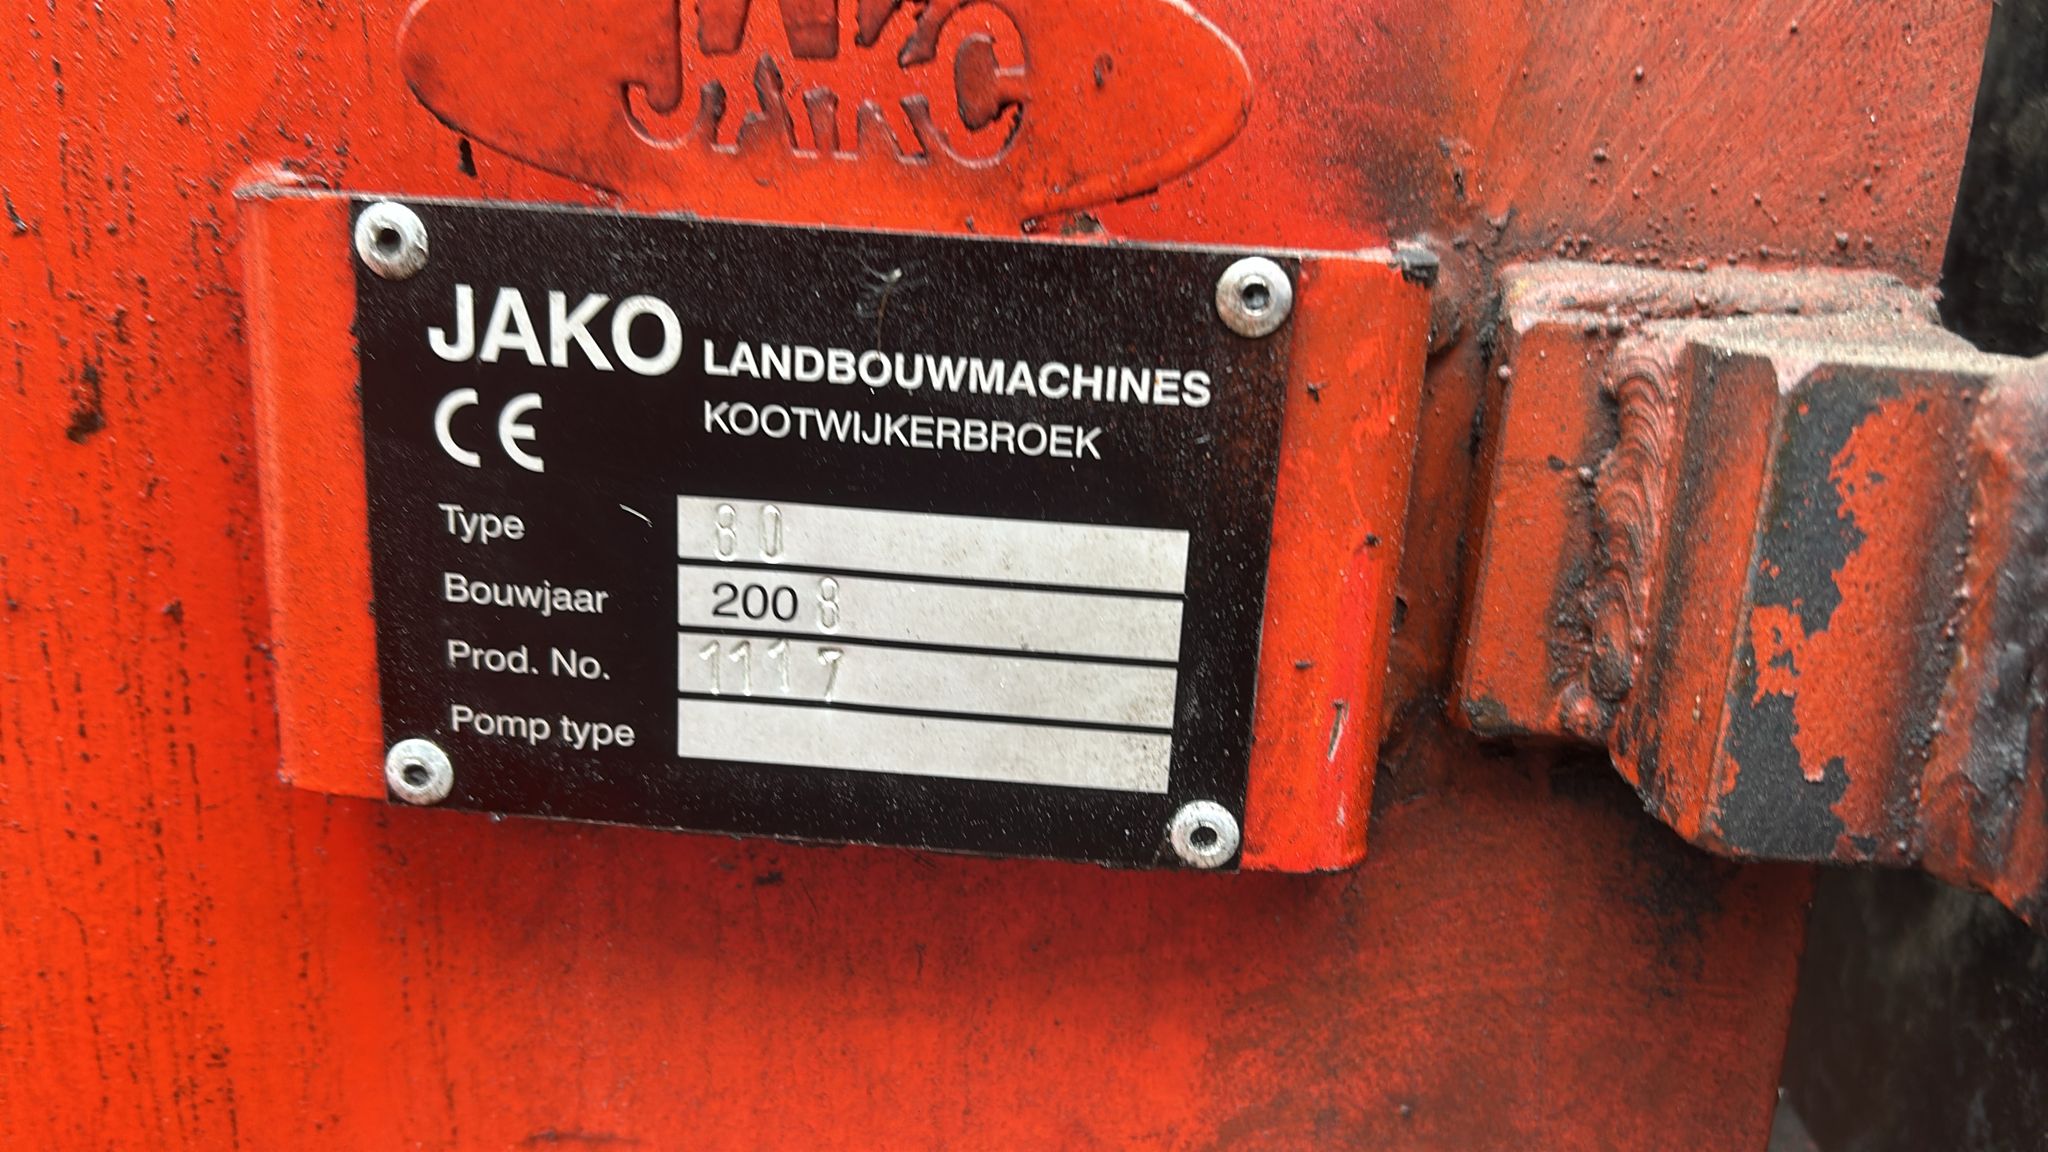 JAKO
JAKO LANDBOUWMACHINES
CE KOOTWIJKERBROEK
Type 80
Bouwjaar 2008
Prod. No. 1117
Pomp type